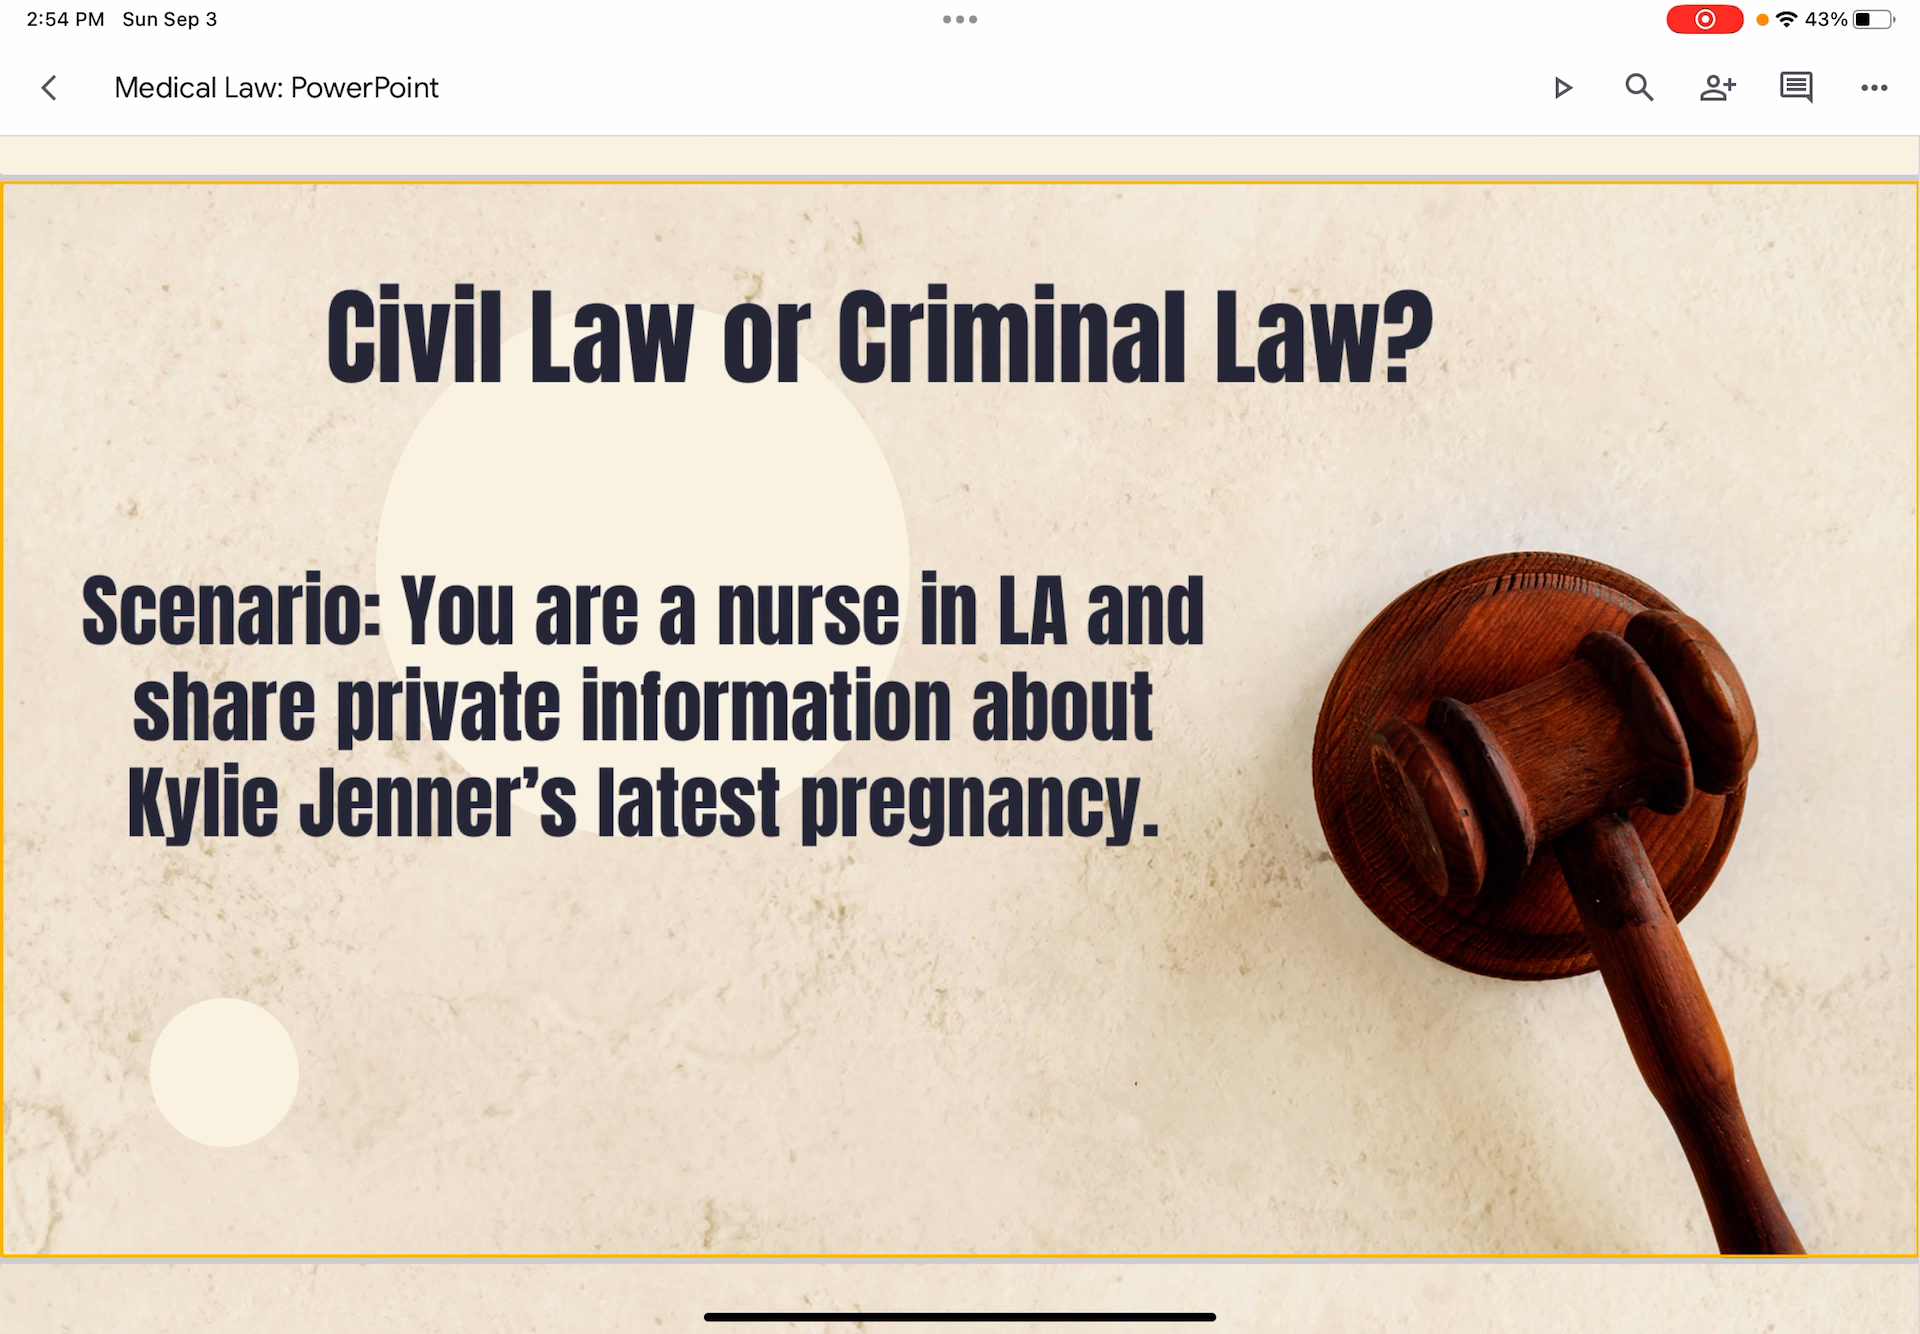 2:54 PM Sun Sep 3
43%
Medical Law: PowerPoint
Civil Law or Criminal Law?
Scenario: You are a nurse in LA and
share private information about
Kylie Jenner’s latest pregnancy.